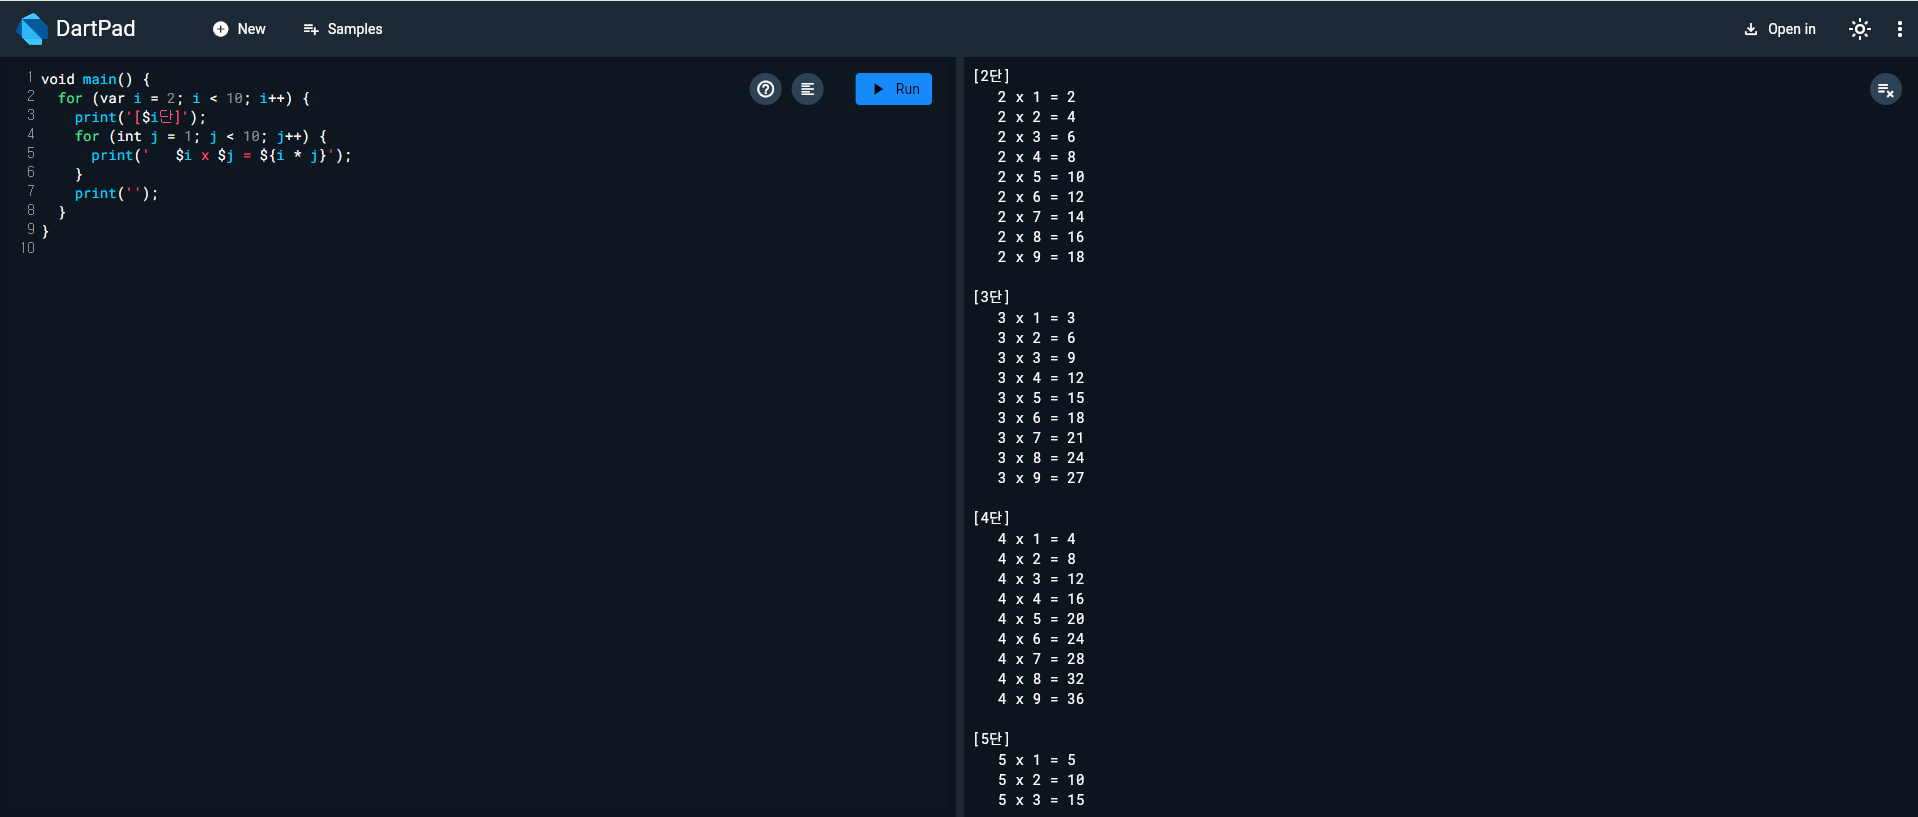 DartPad
New
Samples
Open in
1 void main() {
2   for (var i = 2; i < 10; i++) {
3     print('[$i단]');
4     for (int j = 1; j < 10; j++) {
5       print('   $i x $j = ${i * j}');
6     }
7     print('');
8   }
9 }
10
Run
[2단]
   2 x 1 = 2
   2 x 2 = 4
   2 x 3 = 6
   2 x 4 = 8
   2 x 5 = 10
   2 x 6 = 12
   2 x 7 = 14
   2 x 8 = 16
   2 x 9 = 18
[3단]
   3 x 1 = 3
   3 x 2 = 6
   3 x 3 = 9
   3 x 4 = 12
   3 x 5 = 15
   3 x 6 = 18
   3 x 7 = 21
   3 x 8 = 24
   3 x 9 = 27
[4단]
   4 x 1 = 4
   4 x 2 = 8
   4 x 3 = 12
   4 x 4 = 16
   4 x 5 = 20
   4 x 6 = 24
   4 x 7 = 28
   4 x 8 = 32
   4 x 9 = 36
[5단]
   5 x 1 = 5
   5 x 2 = 10
   5 x 3 = 15